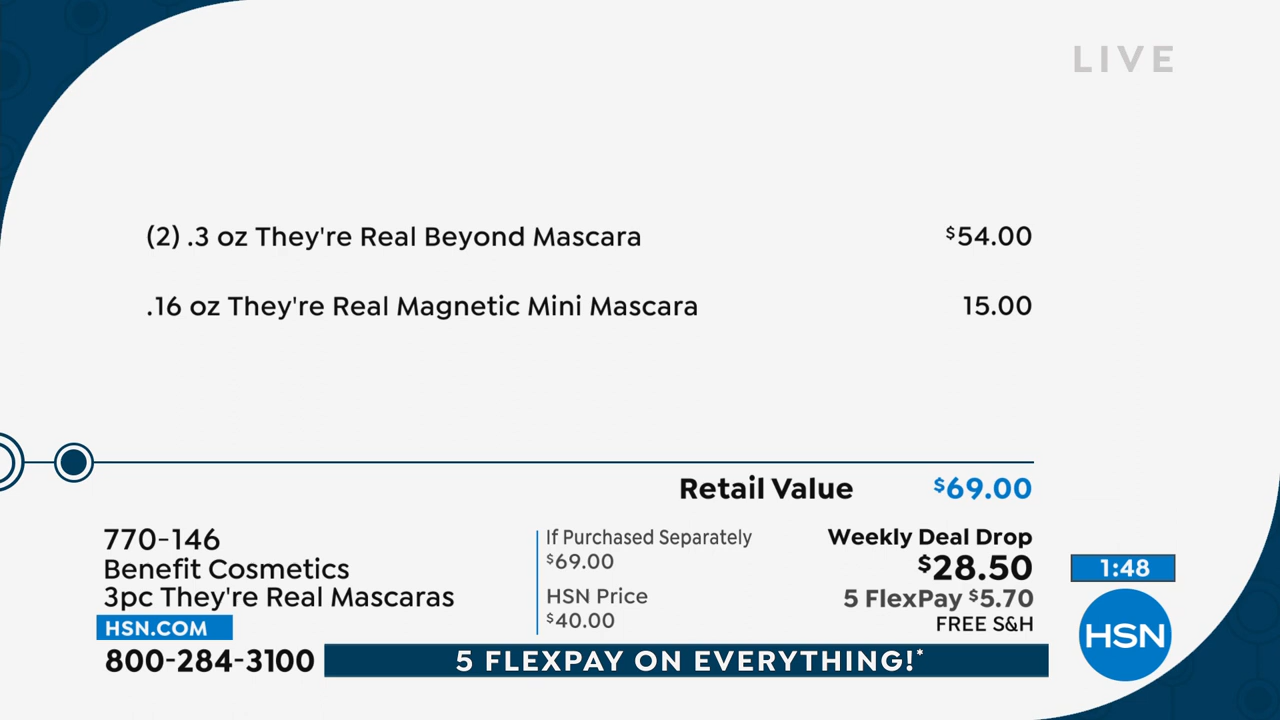 LIVE
(2) .3 oz They're Real Beyond Mascara $54.00
.16 oz They're Real Magnetic Mini Mascara 15.00
Retail Value $69.00
770-146
Benefit Cosmetics
3pc They're Real Mascaras
HSN.COM
800-284-3100
If Purchased Separately
$69.00
HSN Price
$40.00
Weekly Deal Drop
$28.50
5 FlexPay $5.70
FREE S&H
1:48
HSN
5 FLEXPAY ON EVERYTHING!*